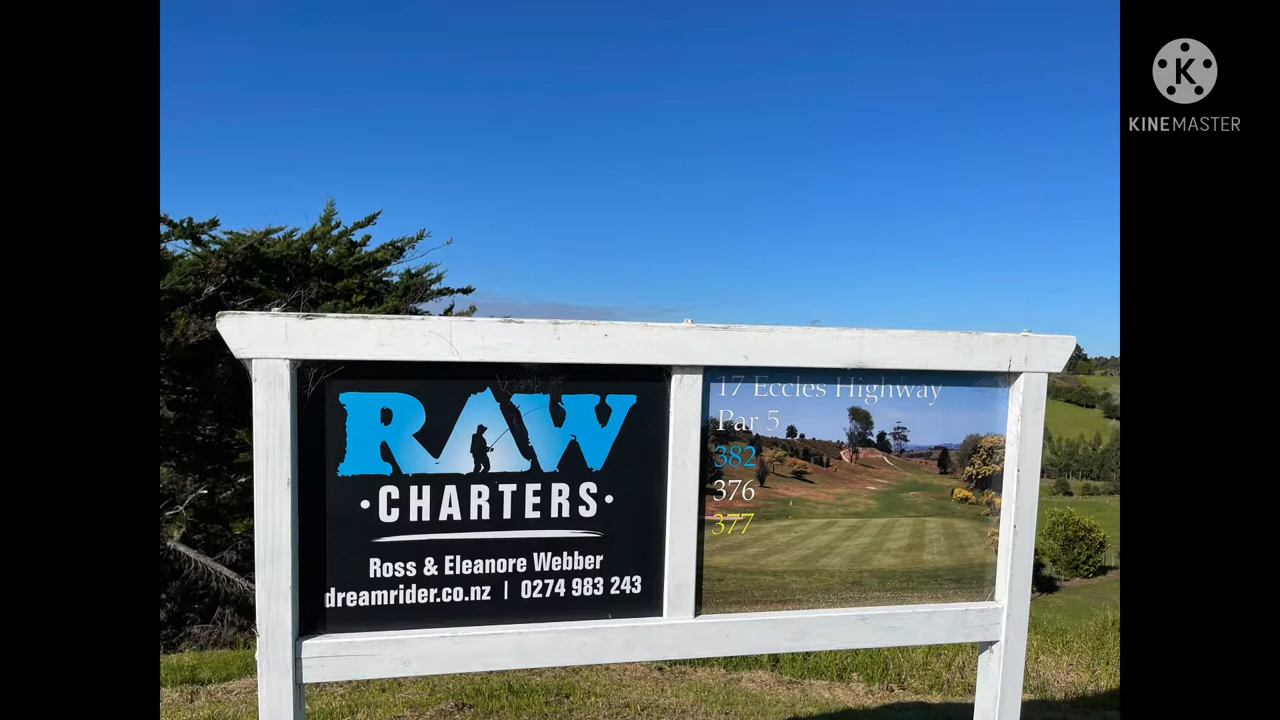 K
KINEMASTER
RAW
·CHARTERS·
Ross & Eleanore Webber
dreamrider.co.nz | 0274 983 243
17 Eccles Highway
Par 5
382
376
377